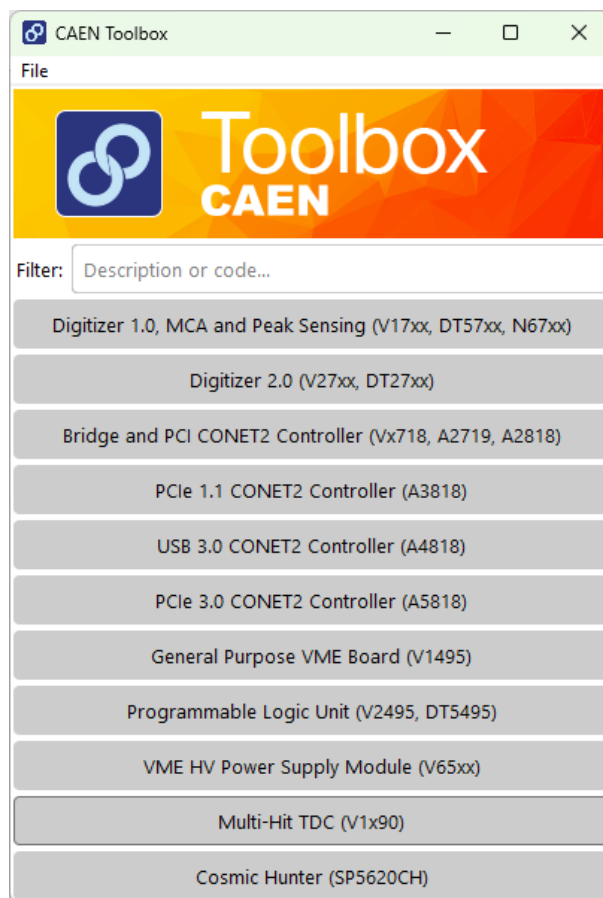 CAEN Toolbox
File
Toolbox
CAEN
Filter: Description or code...
Digitizer 1.0, MCA and Peak Sensing (V17xx, DT57xx, N67xx)
Digitizer 2.0 (V27xx, DT27xx)
Bridge and PCI CONET2 Controller (Vx718, A2719, A2818)
PCIe 1.1 CONET2 Controller (A3818)
USB 3.0 CONET2 Controller (A4818)
PCIe 3.0 CONET2 Controller (A5818)
General Purpose VME Board (V1495)
Programmable Logic Unit (V2495, DT5495)
VME HV Power Supply Module (V65xx)
Multi-Hit TDC (V1x90)
Cosmic Hunter (SP5620CH)